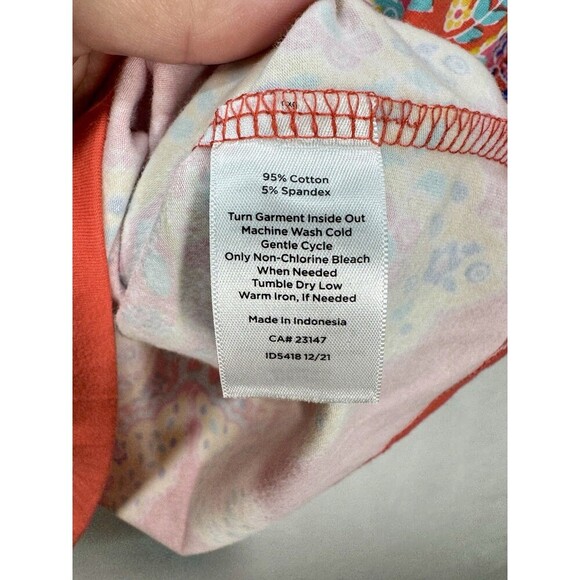 95% Cotton
5% Spandex
Turn Garment Inside Out
Machine Wash Cold
Gentle Cycle
Only Non-Chlorine Bleach
When Needed
Tumble Dry Low
Warm Iron, If Needed
Made in Indonesia
CA# 23147
ID5418 12/21